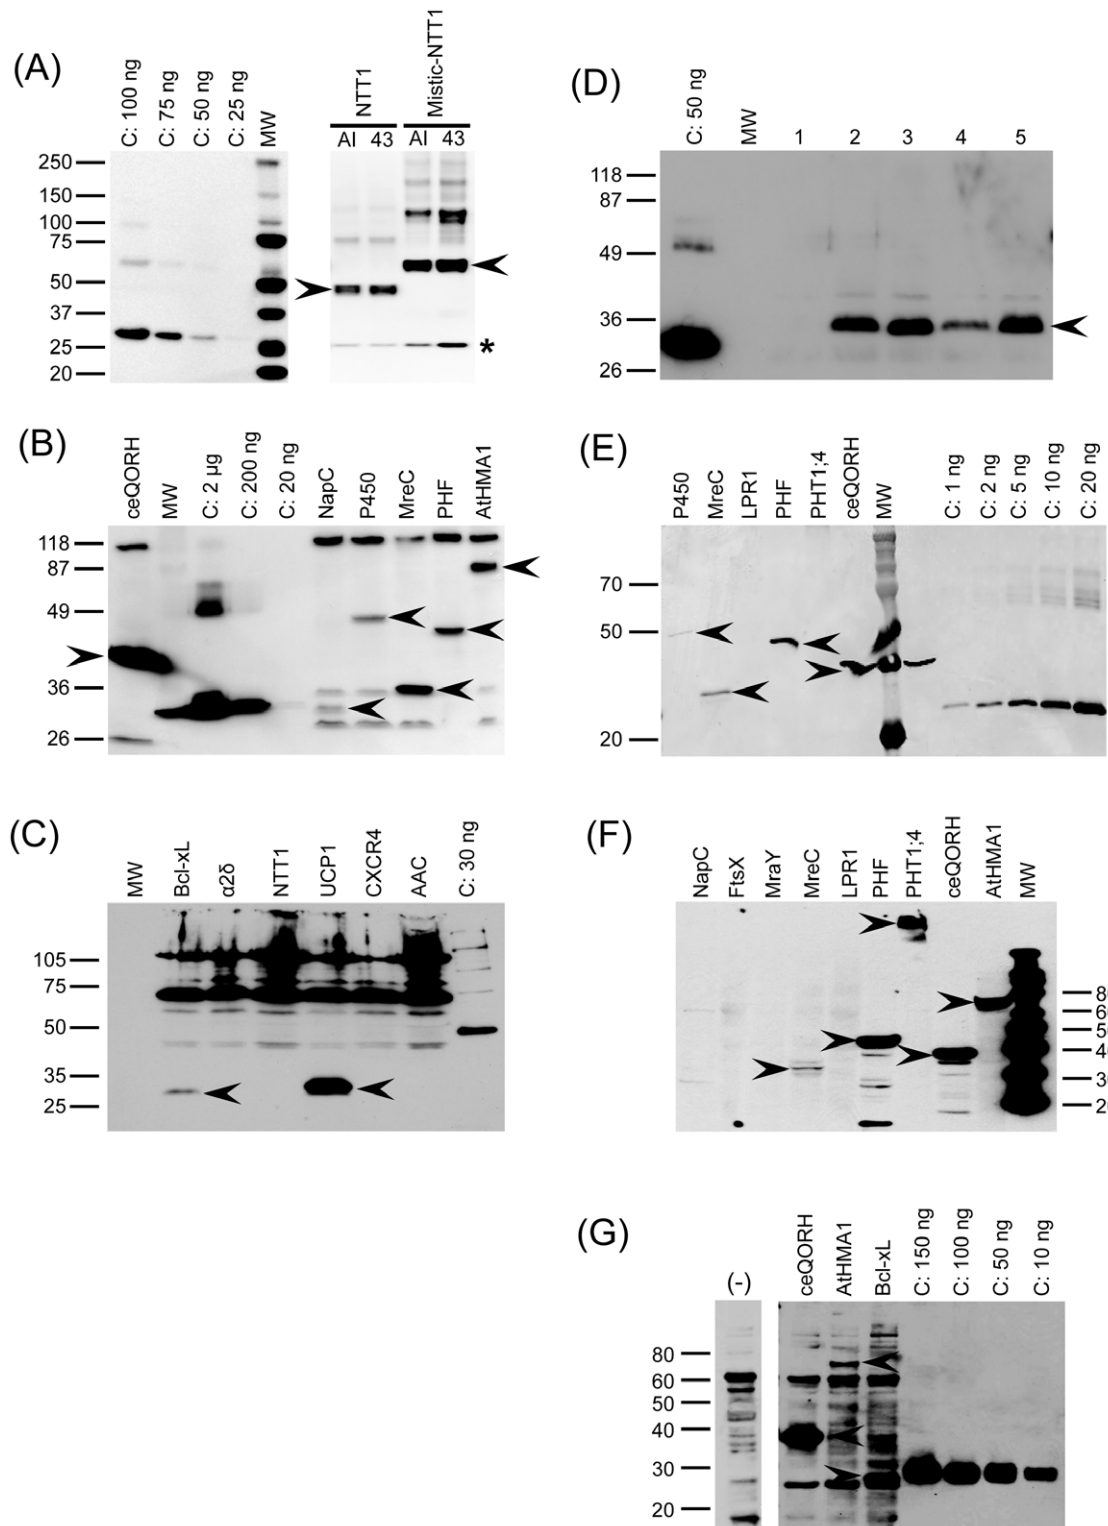 (A)
C: 100 ng
C: 75 ng
C: 50 ng
C: 25 ng
MW
NTT1
Mistic-NTT1
AI 43 AI 43
250
150
100
75
50
37
25
20
*
(B)
ceQORH
MW
C: 2 µg
C: 200 ng
C: 20 ng
NapC
P450
MreC
PHF
AtHMA1
118
87
49
36
26
(C)
MW
Bcl-xL
α2δ
NTT1
UCP1
CXCR4
AAC
C: 30 ng
105
75
50
35
25
(D)
C: 50 ng
MW
1 2 3 4 5
118
87
49
36
26
(E)
P450
MreC
LPR1
PHF
PHT1;4
ceQORH
MW
C: 1 ng
C: 2 ng
C: 5 ng
C: 10 ng
C: 20 ng
70
50
20
(F)
NapC
FtsX
MraY
MreC
LPR1
PHF
PHT1;4
ceQORH
AtHMA1
MW
8
6
5
4
3
2
(G)
(-)
ceQORH
AtHMA1
Bcl-xL
C: 150 ng
C: 100 ng
C: 50 ng
C: 10 ng
80
60
50
40
30
20